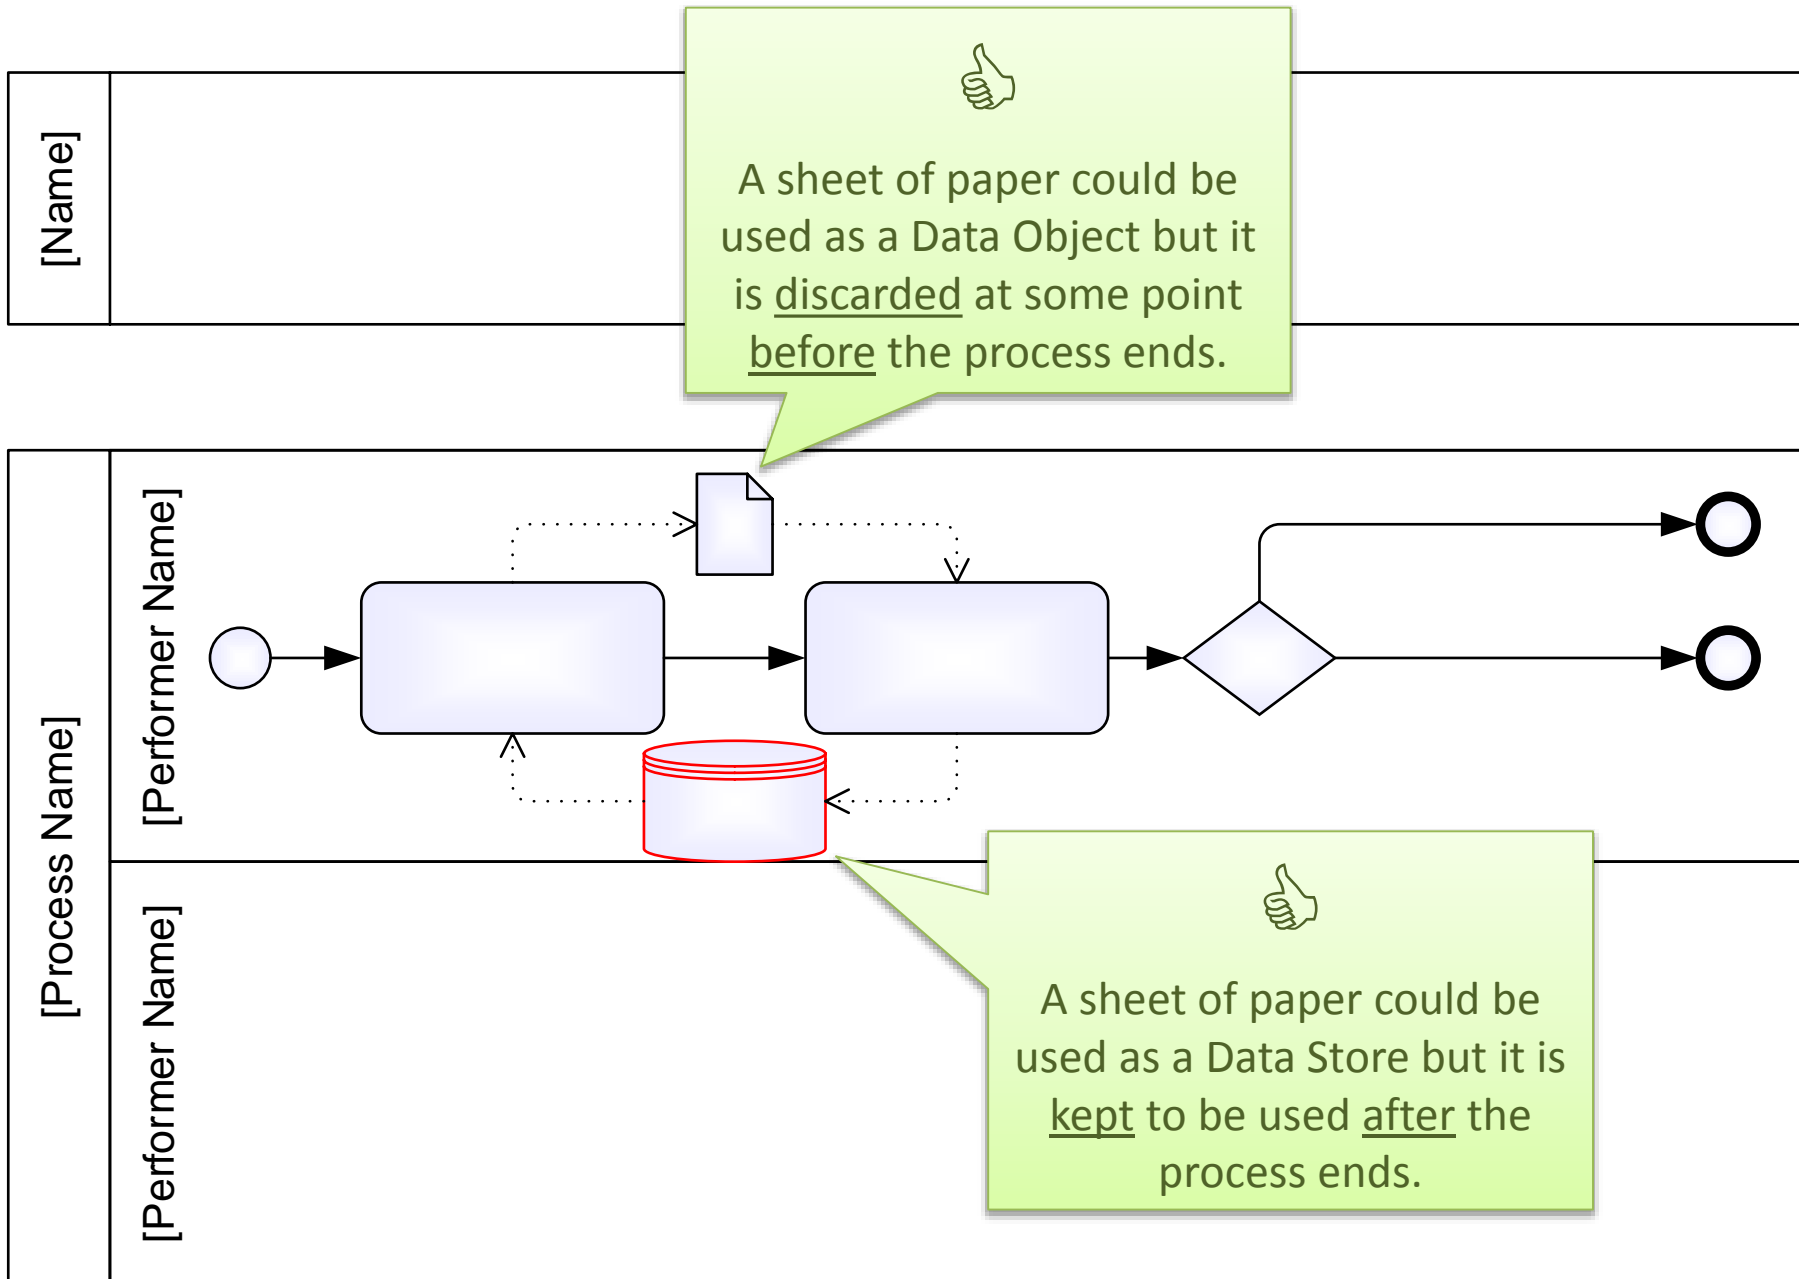 [Name]
A sheet of paper could be
used as a Data Object but it
is discarded at some point
before the process ends.
[Process Name]
[Performer Name]
[Performer Name]
A sheet of paper could be
used as a Data Store but it is
kept to be used after the
process ends.